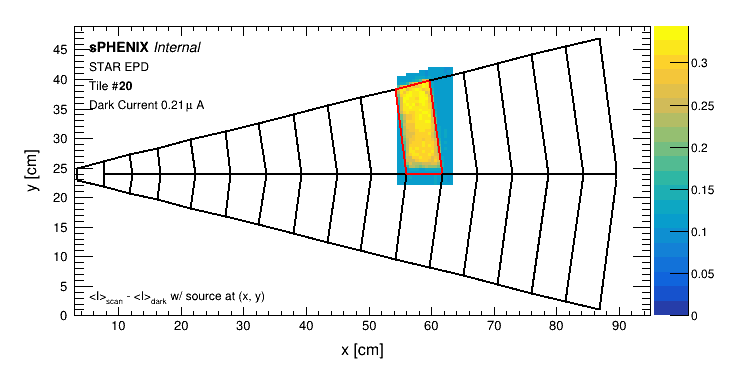 sPHENIX Internal
STAR EPD
Tile #20
Dark Current 0.21 μ A
<I>scan - <I>dark w/ source at (x, y)
y [cm]
45
40
35
30
25
20
15
10
5
0
10 20 30 40 50 60 70 80 90
x [cm]
0.3
0.25
0.2
0.15
0.1
0.05
0